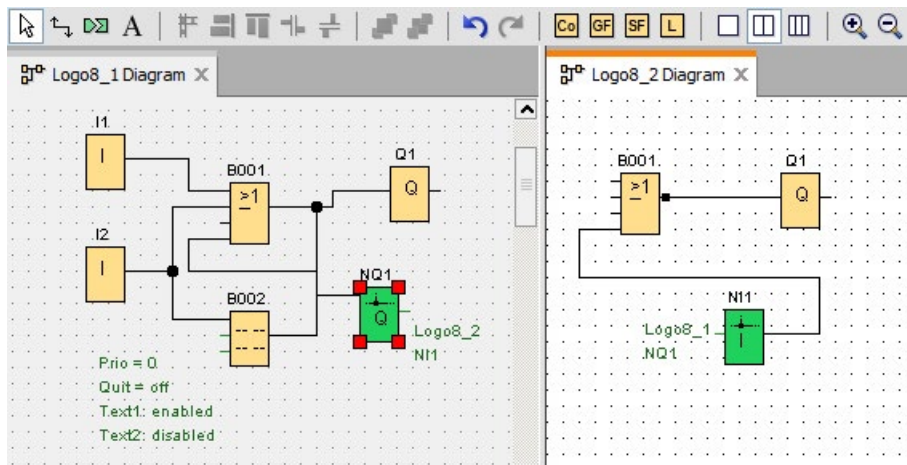 A
Co GF SF L
Logo8_1 Diagram
Logo8_2 Diagram
I1
I
B001
≥1
Q1
Q
I2
I
B002
NQ1
Q
Logo8_2
NI1
Prio = 0
Quit = off
Text1: enabled
Text2: disabled
B001
≥1
Q1
Q
NI1
I
Logo8_1
NQ1